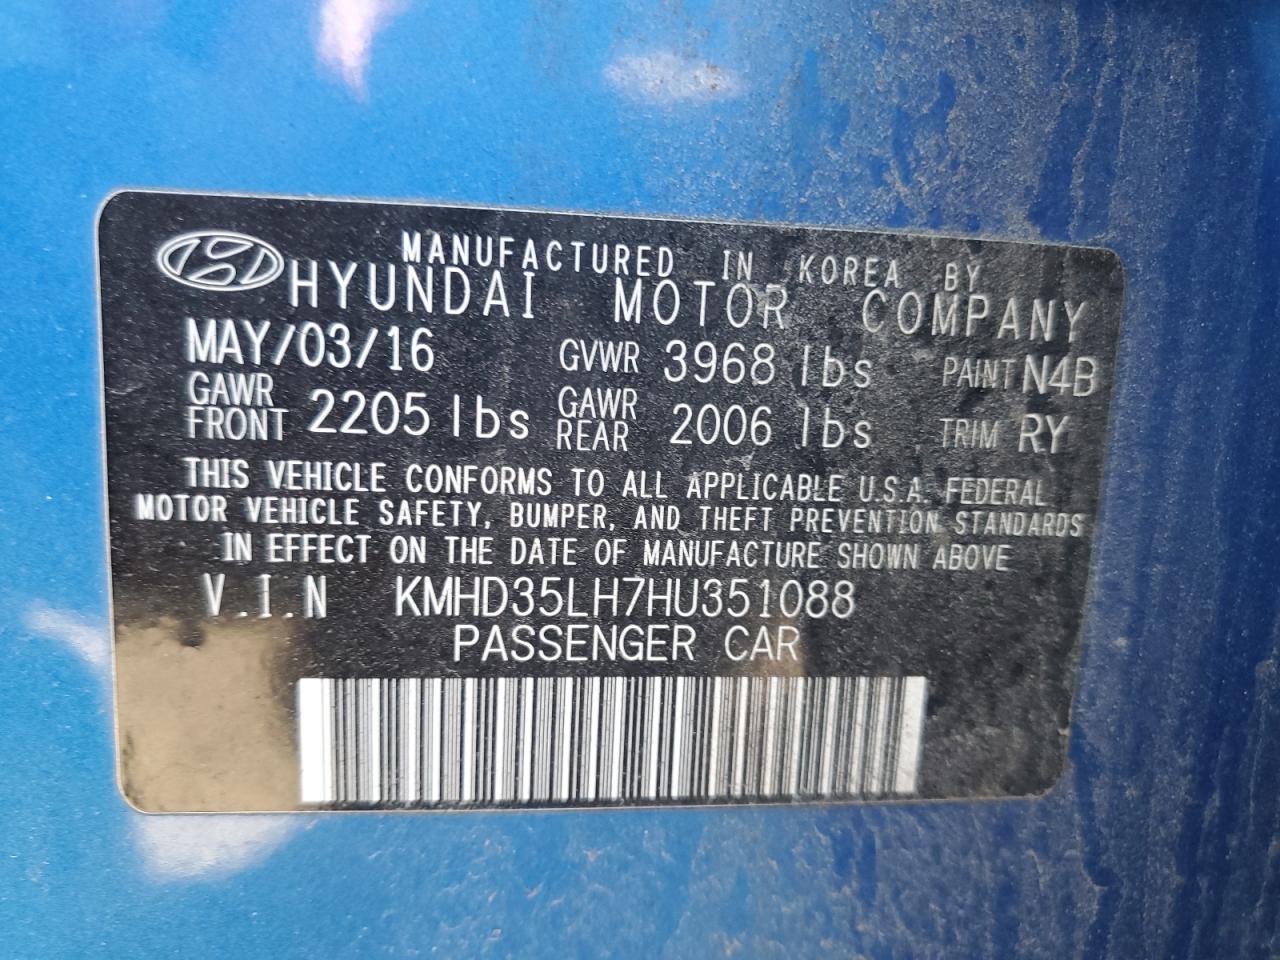 MANUFACTURED IN KOREA BY
HYUNDAI MOTOR COMPANY
MAY/03/16 GVWR 3968 lbs PAINT N4B
GAWR FRONT 2205 lbs GAWR REAR 2006 lbs TRIM RY
THIS VEHICLE CONFORMS TO ALL APPLICABLE U.S.A. FEDERAL
MOTOR VEHICLE SAFETY, BUMPER, AND THEFT PREVENTION STANDARDS
IN EFFECT ON THE DATE OF MANUFACTURE SHOWN ABOVE
V.I.N KMHD35LH7HU351088
PASSENGER CAR